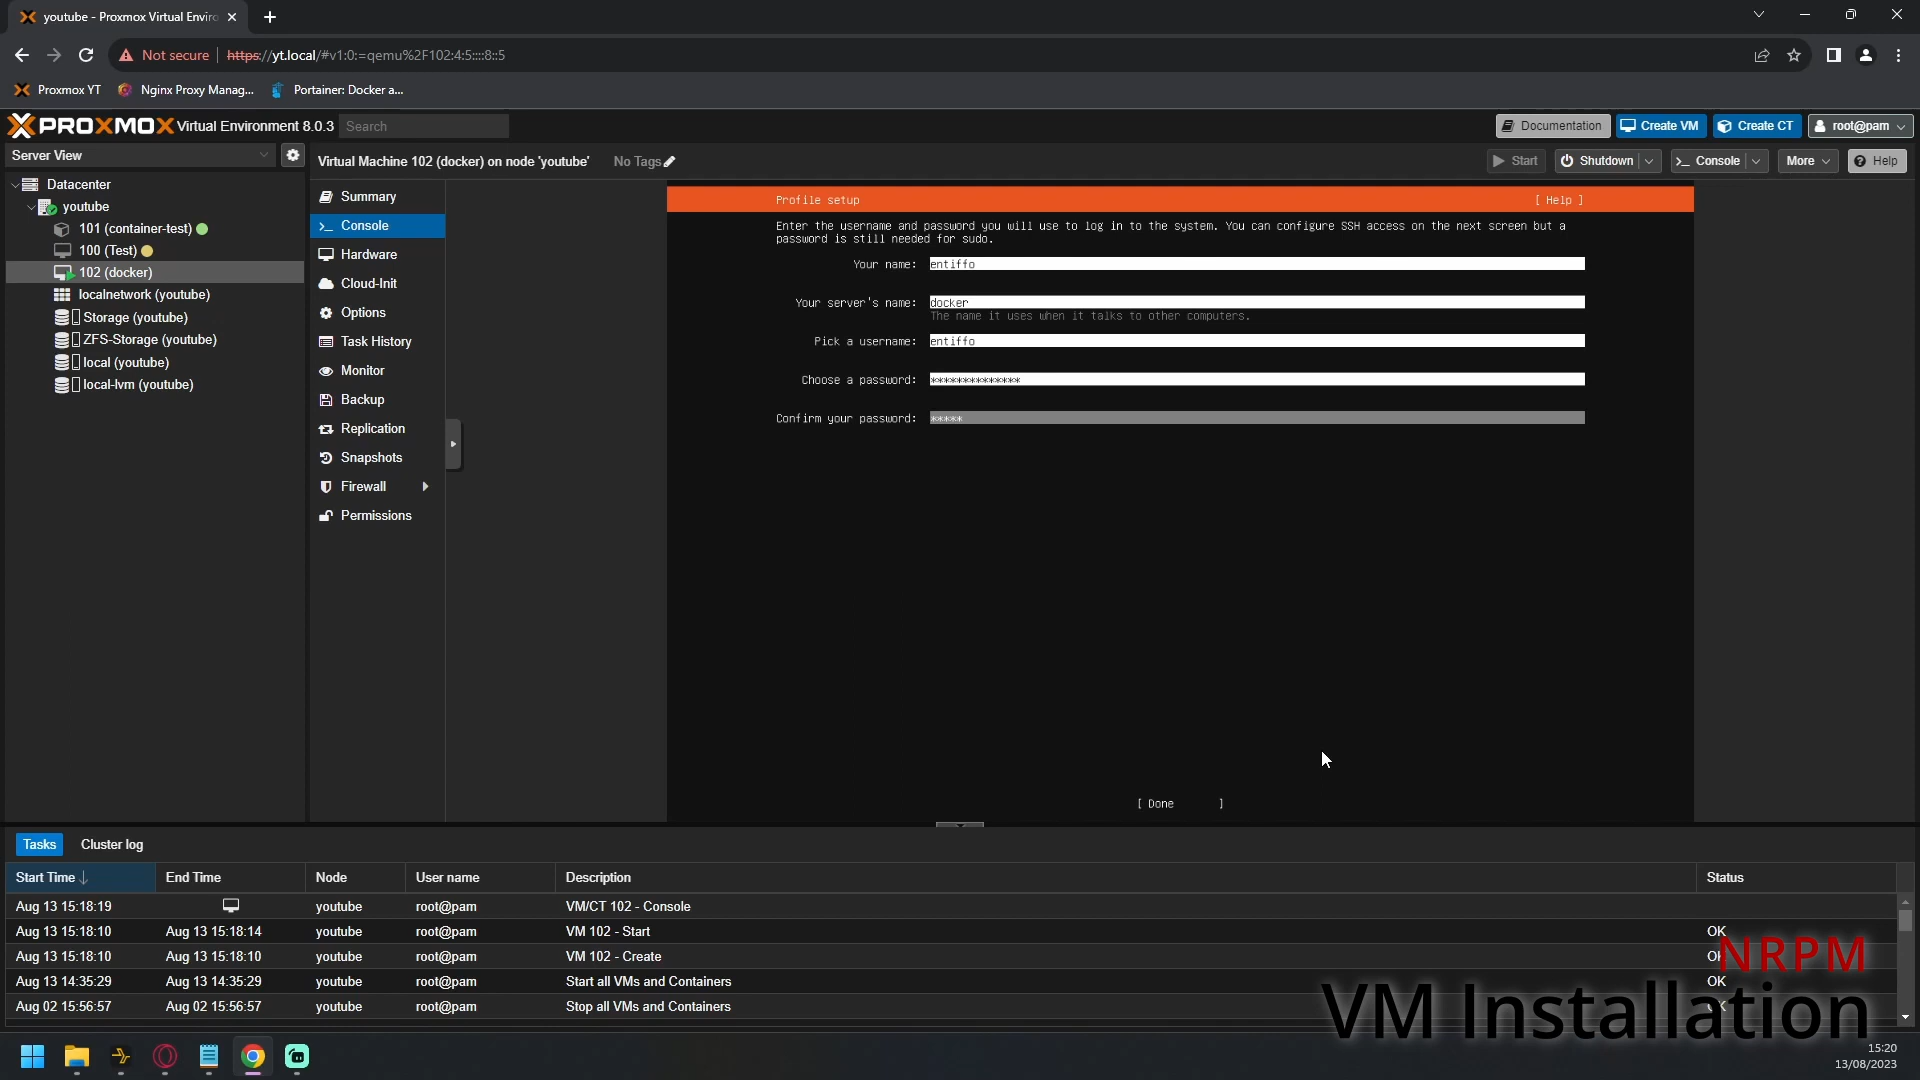 youtube - Proxmox Virtual Enviro
Not secure
https://yt.local/#v1:0:=qemu%2F102:4:5::::8::5
Proxmox YT
Nginx Proxy Manag...
Portainer: Docker a...
PROXMOX
Virtual Environment 8.0.3
Search
Documentation
Create VM
Create CT
root@pam
Server View
Virtual Machine 102 (docker) on node 'youtube'
No Tags
Start
Shutdown
Console
More
Help
Datacenter
youtube
101 (container-test)
100 (Test)
102 (docker)
localnetwork (youtube)
Storage (youtube)
ZFS-Storage (youtube)
local (youtube)
local-lvm (youtube)
Summary
Console
Hardware
Cloud-Init
Options
Task History
Monitor
Backup
Replication
Snapshots
Firewall
Permissions
Profile setup
[ Help ]
Enter the username and password you will use to log in to the system. You can configure SSH access on the next screen but a
password is still needed for sudo.
Your name: entiffo
Your server's name: docker
The name it uses when it talks to other computers.
Pick a username: entiffo
Choose a password: **************
Confirm your password: *****
[ Done ]
Tasks
Cluster log
Start Time End Time Node User name Description Status
Aug 13 15:18:19 youtube root@pam VM/CT 102 - Console
Aug 13 15:18:10 Aug 13 15:18:14 youtube root@pam VM 102 - Start OK
Aug 13 15:18:10 Aug 13 15:18:10 youtube root@pam VM 102 - Create OK
Aug 13 14:35:29 Aug 13 14:35:29 youtube root@pam Start all VMs and Containers OK
Aug 02 15:56:57 Aug 02 15:56:57 youtube root@pam Stop all VMs and Containers OK
NRPM
VM Installation
15:20
13/08/2023